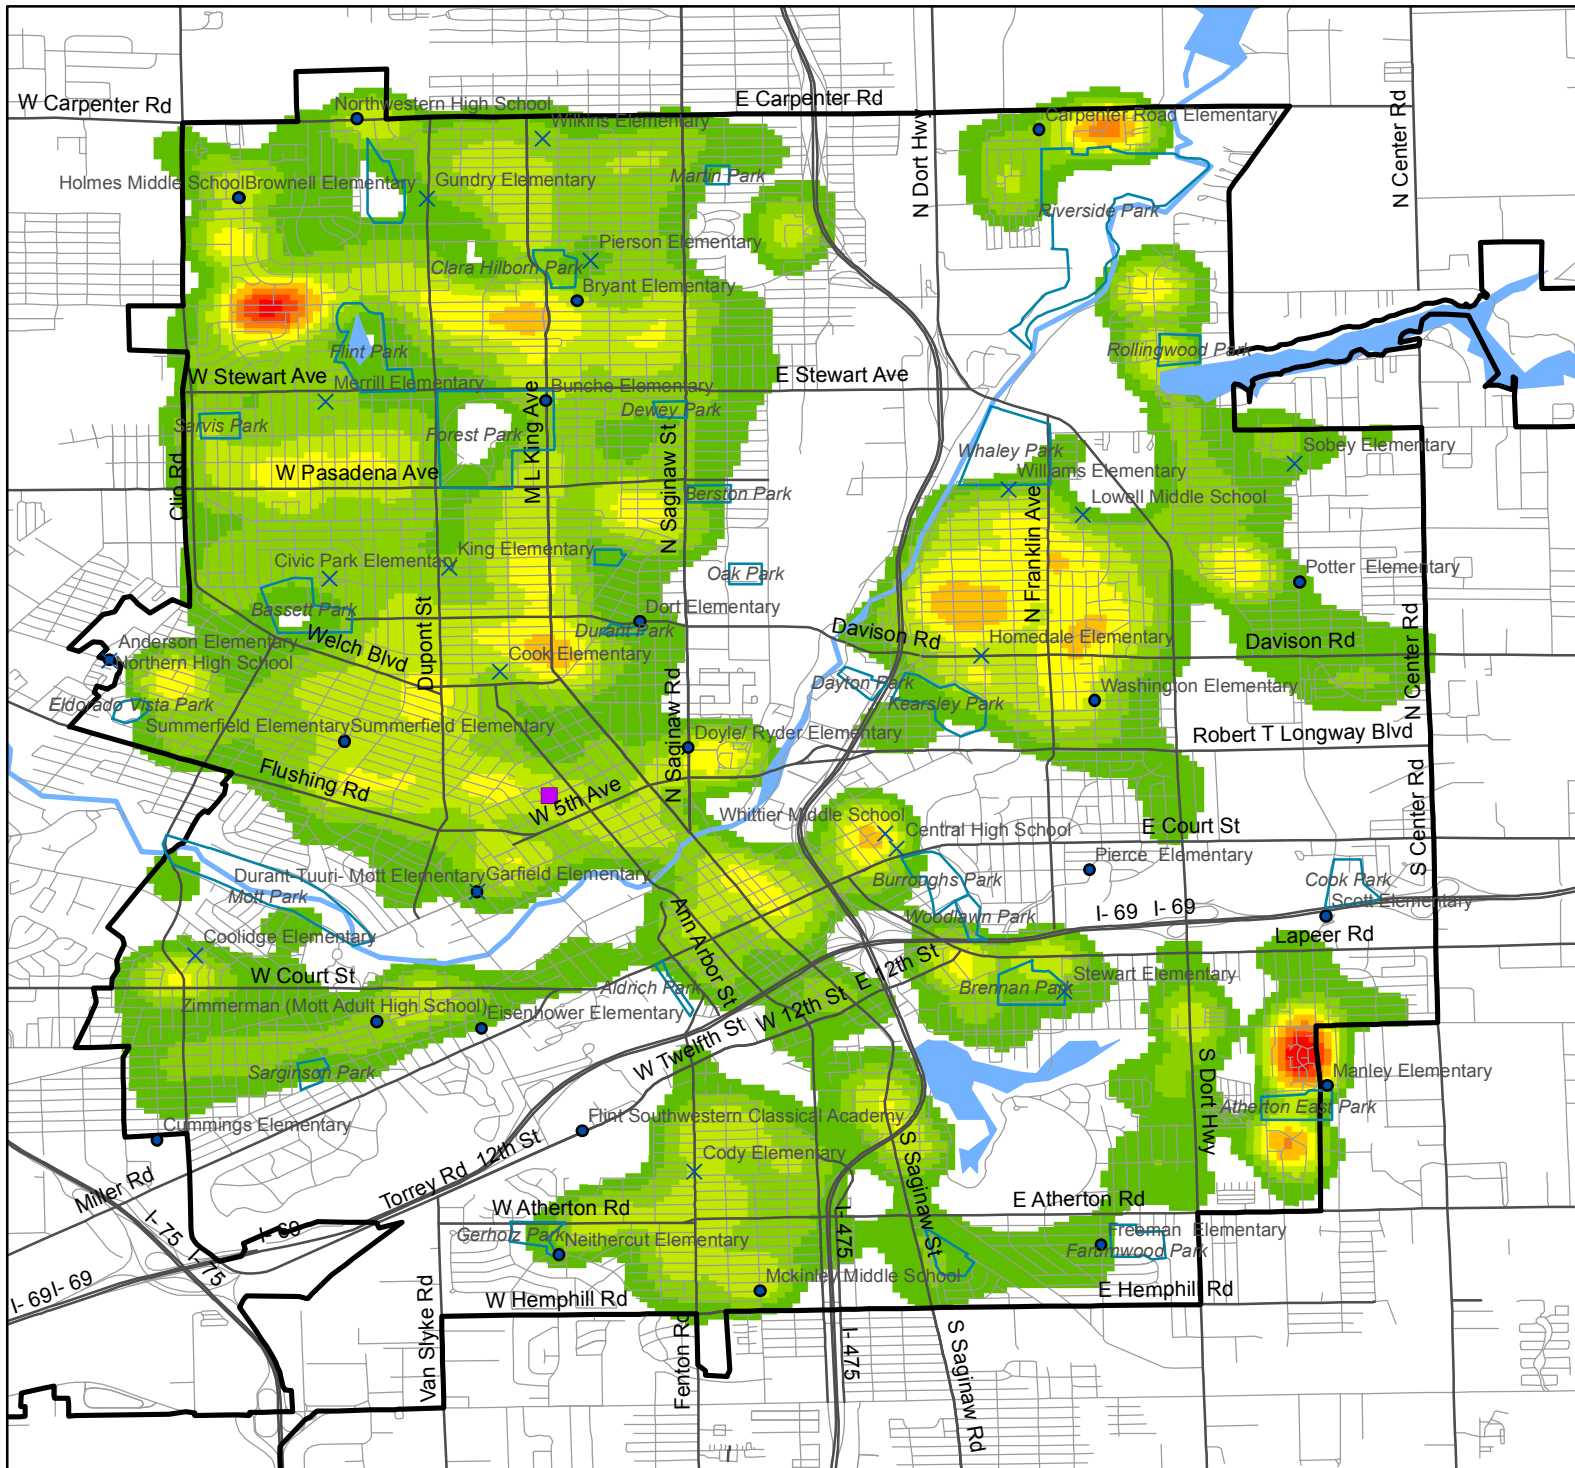 W Carpenter Rd
Northwestern High School
E Carpenter Rd
Carpenter Road Elementary
Wilkins Elementary
N Dort Hwy
N Center Rd
Holmes Middle School
Brownell Elementary
Gundry Elementary
Martin Park
Riverside Park
Pierson Elementary
Clara Hilborn Park
Bryant Elementary
Flint Park
Rollingwood Park
W Stewart Ave
Merrill Elementary
Bunche Elementary
E Stewart Ave
Dewey Park
Sarvis Park
Forest Park
M L King Ave
N Saginaw St
Whaley Park
Sobey Elementary
W Pasadena Ave
Williams Elementary
Clio Rd
Berston Park
Lowell Middle School
N Franklin Ave
Civic Park Elementary
King Elementary
Oak Park
Potter Elementary
Bassett Park
Dort Elementary
Durant Park
Davison Rd
Homedale Elementary
Davison Rd
N Center Rd
Anderson Elementary
Northern High School
Welch Blvd
Dupont St
Cook Elementary
Dayton Park
Kearsley Park
Washington Elementary
Eldorado Vista Park
Summerfield Elementary
Summerfield Elementary
N Saginaw Rd
Doyle/ Ryder Elementary
Robert T Longway Blvd
Flushing Rd
W 5th Ave
Whittier Middle School
Central High School
E Court St
S Center Rd
Pierce Elementary
Durant-Tuuri- Mott Elementary
Garfield Elementary
Mott Park
Burroughs Park
Cook Park
Scott Elementary
Woodlawn Park
I- 69
I- 69
Ann Arbor St
Lapeer Rd
Coolidge Elementary
W Court St
Aldrich Park
E 12th St
Brennan Park
Stewart Elementary
Zimmerman (Mott Adult High School)
Eisenhower Elementary
W 12th St
W Twelfth St
Sarginson Park
S Dort Hwy
Manley Elementary
Atherton East Park
Cummings Elementary
Flint Southwestern Classical Academy
12th St
Cody Elementary
S Saginaw St
Miller Rd
Torrey Rd
W Atherton Rd
E Atherton Rd
I- 75
I- 69
I- 475
Gerholz Park
Neithercut Elementary
Freeman Elementary
Farumwood Park
I- 75
I- 69
I- 69
Mckinley Middle School
W Hemphill Rd
E Hemphill Rd
Van Slyke Rd
Fenton Rd
I- 475
S Saginaw Rd